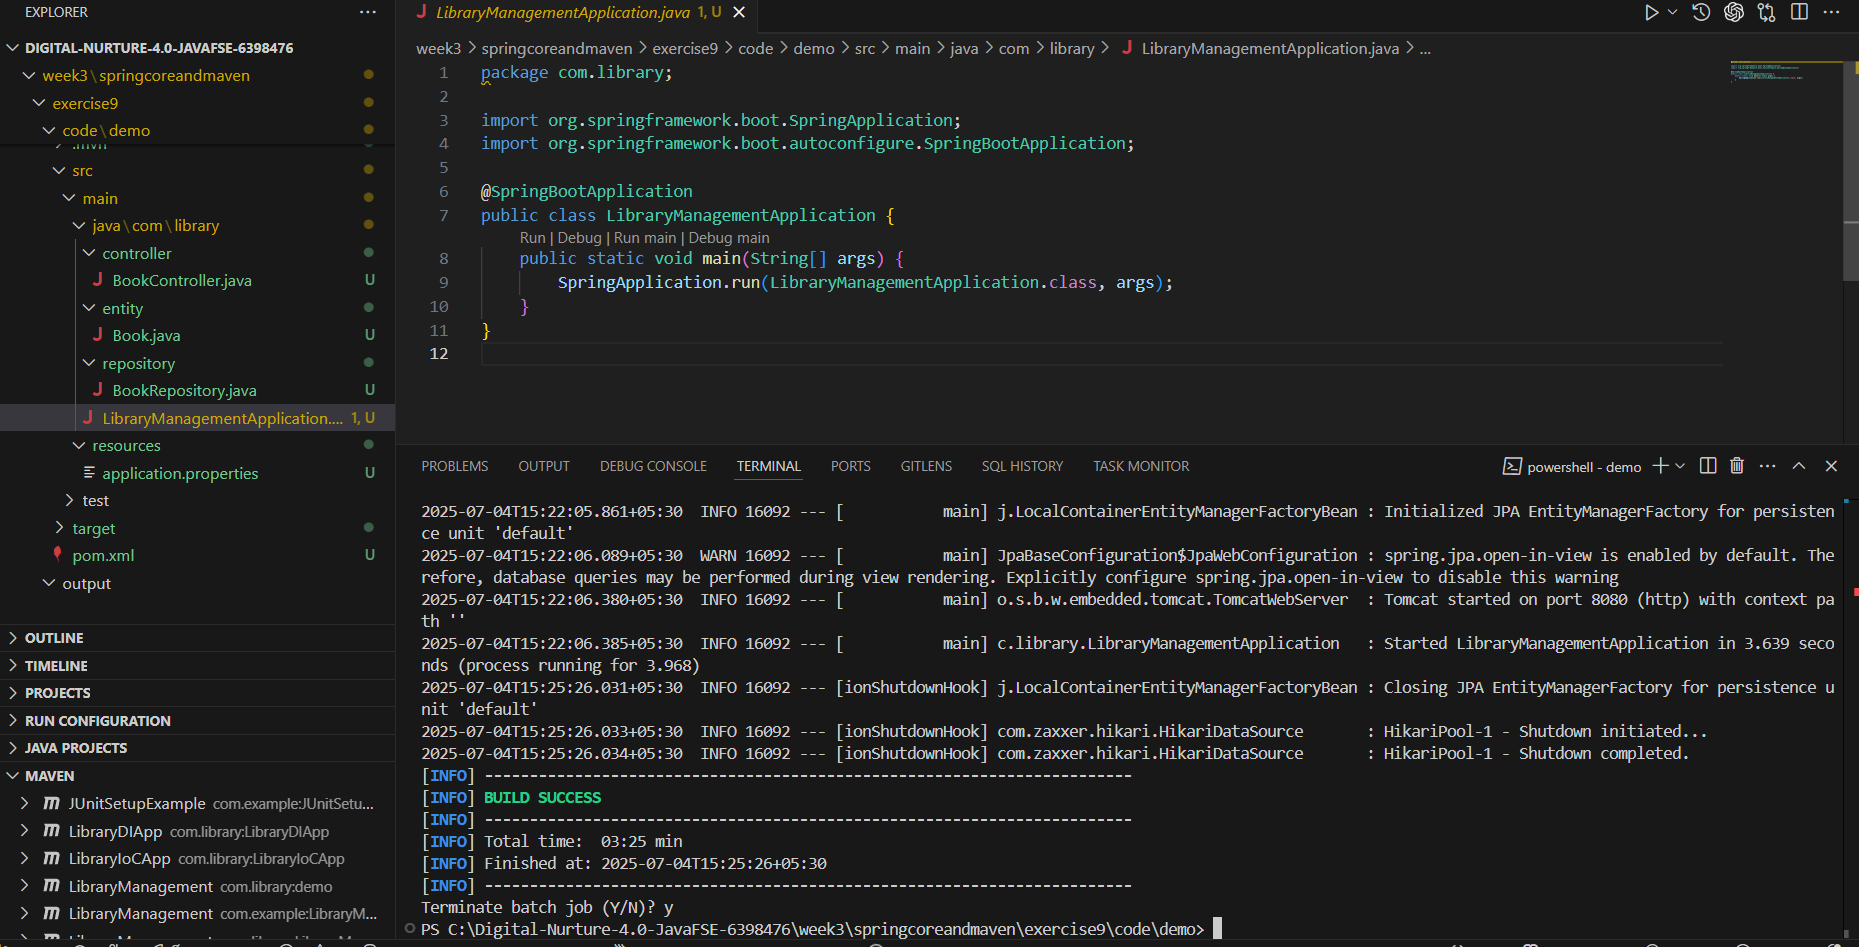 EXPLORER
DIGITAL-NURTURE-4.0-JAVAFSE-6398476
week3\springcoreandmaven
exercise9
code\demo
.mvn
src
main
java\com\library
controller
BookController.java U
entity
Book.java U
repository
BookRepository.java U
LibraryManagementApplication.... 1, U
resources
application.properties U
test
target
pom.xml U
output
OUTLINE
TIMELINE
PROJECTS
RUN CONFIGURATION
JAVA PROJECTS
MAVEN
JUnitSetupExample com.example:JUnitSetu...
LibraryDIApp com.library:LibraryDIApp
LibraryIoCApp com.library:LibraryIoCApp
LibraryManagement com.library:demo
LibraryManagement com.example:LibraryM...
LibraryManagementApplication.java 1, U
week3 > springcoreandmaven > exercise9 > code > demo > src > main > java > com > library > LibraryManagementApplication.java > ...
1 package com.library;
2
3 import org.springframework.boot.SpringApplication;
4 import org.springframework.boot.autoconfigure.SpringBootApplication;
5
6 @SpringBootApplication
7 public class LibraryManagementApplication {
Run | Debug | Run main | Debug main
8 public static void main(String[] args) {
9 SpringApplication.run(LibraryManagementApplication.class, args);
10 }
11 }
12
PROBLEMS OUTPUT DEBUG CONSOLE TERMINAL PORTS GITLENS SQL HISTORY TASK MONITOR
powershell - demo
2025-07-04T15:22:05.861+05:30  INFO 16092 --- [           main] j.LocalContainerEntityManagerFactoryBean : Initialized JPA EntityManagerFactory for persisten
ce unit 'default'
2025-07-04T15:22:06.089+05:30  WARN 16092 --- [           main] JpaBaseConfiguration$JpaWebConfiguration : spring.jpa.open-in-view is enabled by default. The
refore, database queries may be performed during view rendering. Explicitly configure spring.jpa.open-in-view to disable this warning
2025-07-04T15:22:06.380+05:30  INFO 16092 --- [           main] o.s.b.w.embedded.tomcat.TomcatWebServer  : Tomcat started on port 8080 (http) with context pa
th ''
2025-07-04T15:22:06.385+05:30  INFO 16092 --- [           main] c.library.LibraryManagementApplication   : Started LibraryManagementApplication in 3.639 seco
nds (process running for 3.968)
2025-07-04T15:25:26.031+05:30  INFO 16092 --- [ionShutdownHook] j.LocalContainerEntityManagerFactoryBean : Closing JPA EntityManagerFactory for persistence u
nit 'default'
2025-07-04T15:25:26.033+05:30  INFO 16092 --- [ionShutdownHook] com.zaxxer.hikari.HikariDataSource       : HikariPool-1 - Shutdown initiated...
2025-07-04T15:25:26.034+05:30  INFO 16092 --- [ionShutdownHook] com.zaxxer.hikari.HikariDataSource       : HikariPool-1 - Shutdown completed.
[INFO] ------------------------------------------------------------------------
[INFO] BUILD SUCCESS
[INFO] ------------------------------------------------------------------------
[INFO] Total time:  03:25 min
[INFO] Finished at: 2025-07-04T15:25:26+05:30
[INFO] ------------------------------------------------------------------------
Terminate batch job (Y/N)? y
PS C:\Digital-Nurture-4.0-JavaFSE-6398476\week3\springcoreandmaven\exercise9\code\demo>